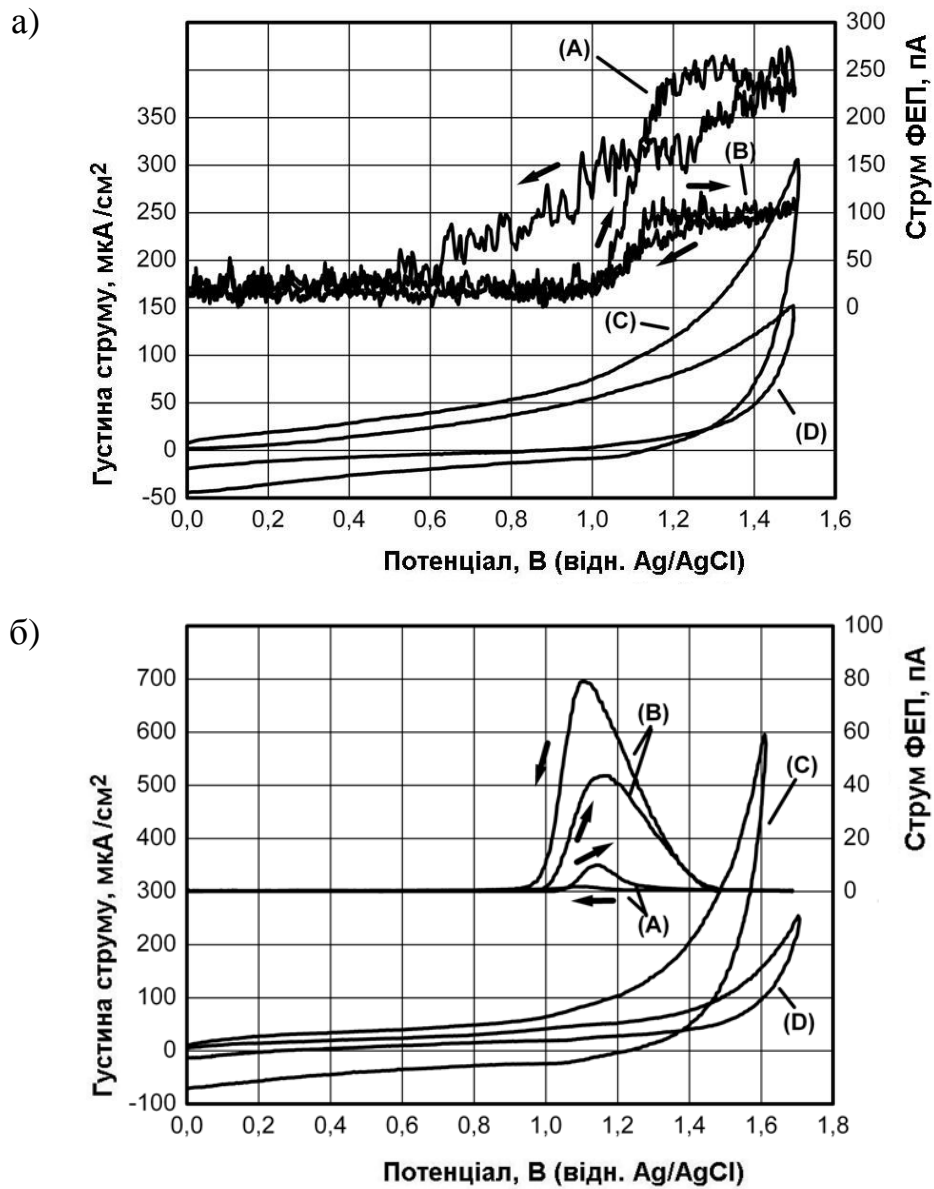 а)
300
250
200
150
100
50
0
Струм ФЕП, пА
350
300
250
200
150
100
50
0
-50
Густина струму, мкА/см²
(A)
(B)
(C)
(D)
0,0 0,2 0,4 0,6 0,8 1,0 1,2 1,4 1,6
Потенціал, В (відн. Ag/AgCl)
б)
100
80
60
40
20
0
Струм ФЕП, пА
700
600
500
400
300
200
100
0
-100
Густина струму, мкА/см²
(B)
(C)
(A)
(D)
0,0 0,2 0,4 0,6 0,8 1,0 1,2 1,4 1,6 1,8
Потенціал, В (відн. Ag/AgCl)